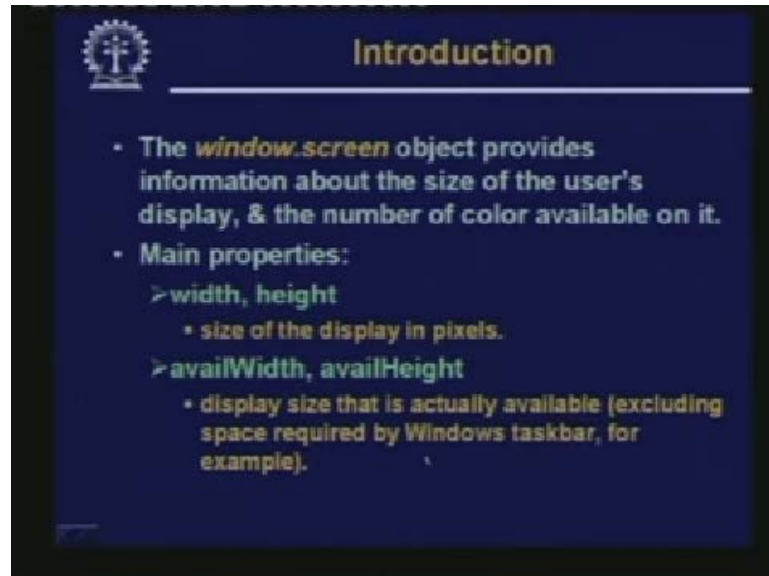 Introduction
• The window.screen object provides
information about the size of the user's
display, & the number of color available on it.
• Main properties:
➢width, height
▪ size of the display in pixels.
➢availWidth, availHeight
▪ display size that is actually available (excluding
space required by Windows taskbar, for
example).